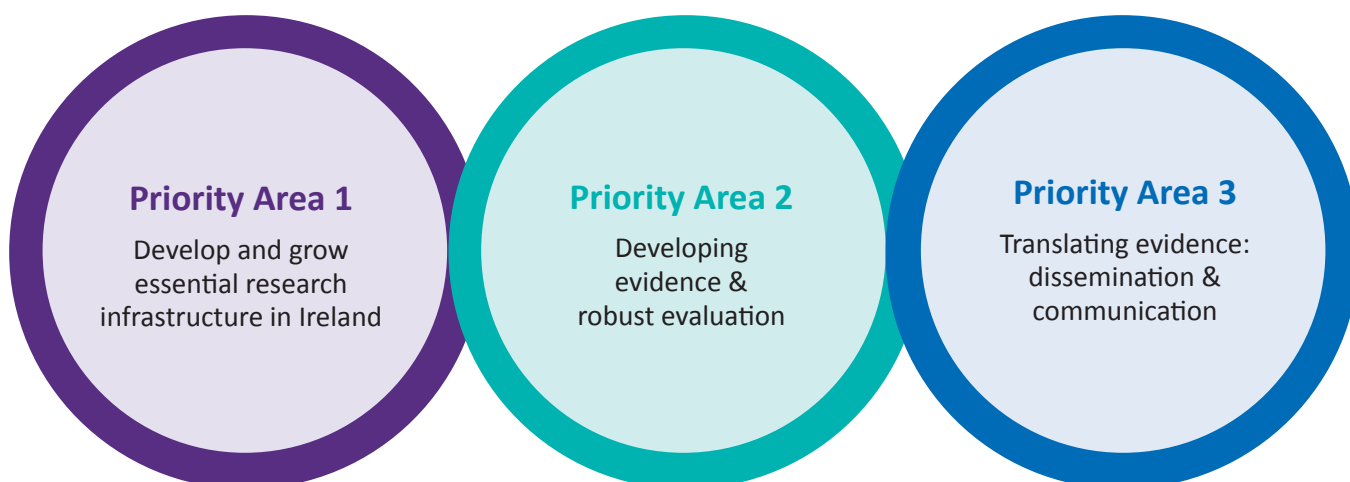 Priority Area 1
Develop and grow
essential research
infrastructure in Ireland
Priority Area 2
Developing
evidence &
robust evaluation
Priority Area 3
Translating evidence:
dissemination &
communication